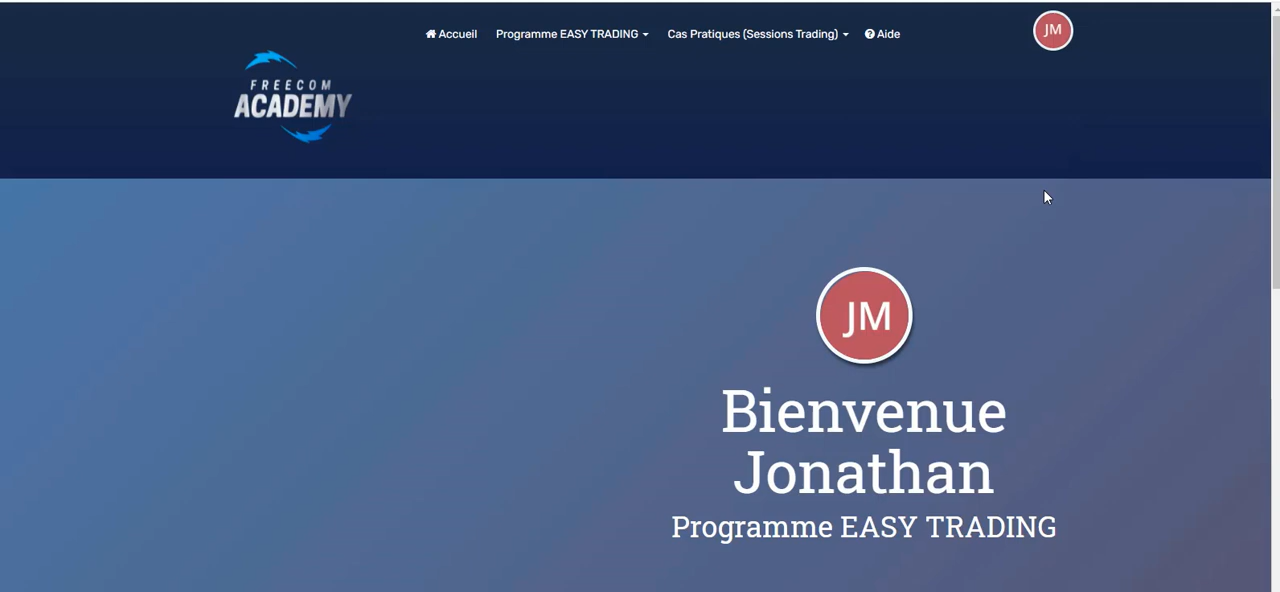 Accueil Programme EASY TRADING Cas Pratiques (Sessions Trading) Aide JM
FREECOM
ACADEMY
JM
Bienvenue
Jonathan
Programme EASY TRADING